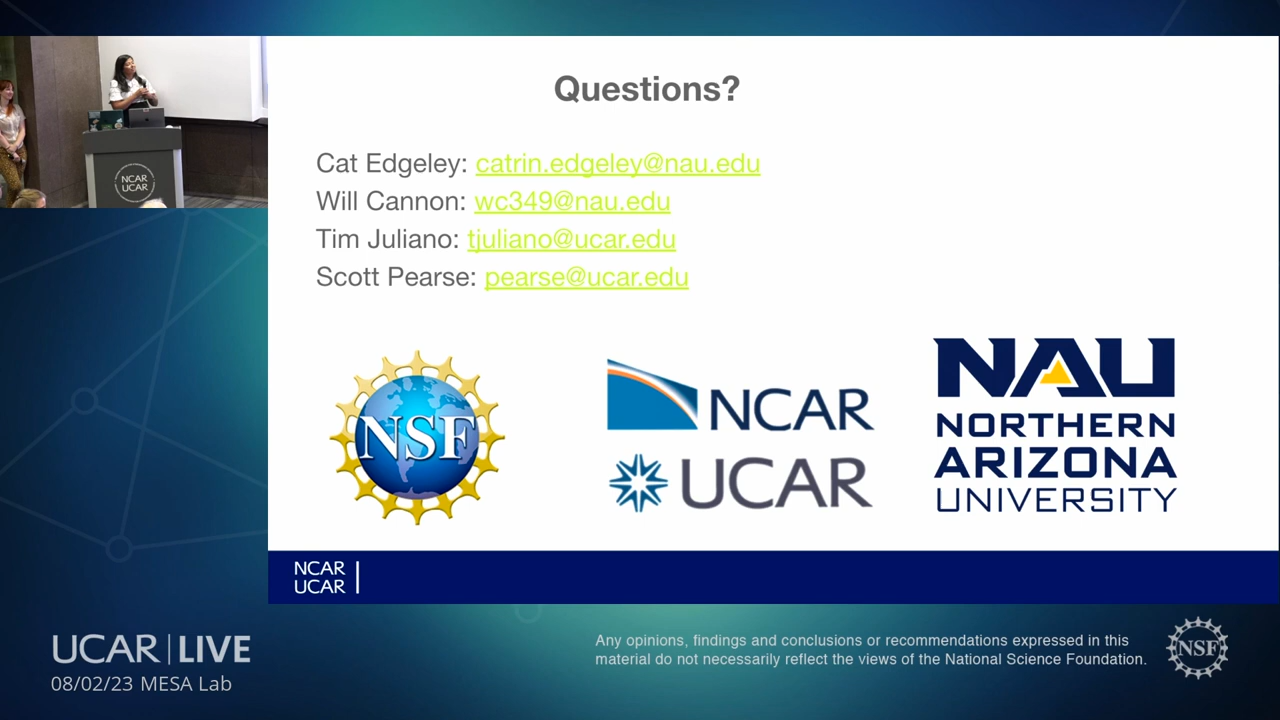 Questions?
Cat Edgeley: catrin.edgeley@nau.edu
Will Cannon: wc349@nau.edu
Tim Juliano: tjuliano@ucar.edu
Scott Pearse: pearse@ucar.edu
NCAR
UCAR
NSF
NCAR
UCAR
NAU
NORTHERN
ARIZONA
UNIVERSITY
NCAR
UCAR
UCAR | LIVE
08/02/23 MESA Lab
Any opinions, findings and conclusions or recommendations expressed in this
material do not necessarily reflect the views of the National Science Foundation.
NSF